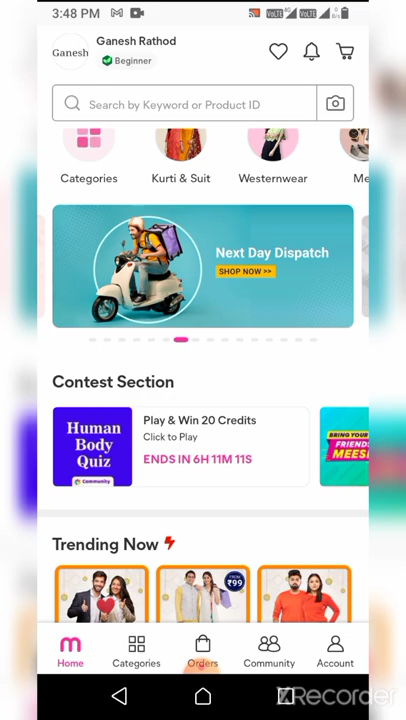 3:48 PM
Ganesh
Ganesh Rathod
Beginner
Search by Keyword or Product ID
Categories
Kurti & Suit
Westernwear
Me
Next Day Dispatch
SHOP NOW >>
Contest Section
Human
Body
Quiz
Community
Play & Win 20 Credits
Click to Play
ENDS IN 6H 11M 11S
BRING YOUR
FRIEND
MEES
Trending Now
FROM
₹99
Home
Categories
Orders
Community
Account
Recorder